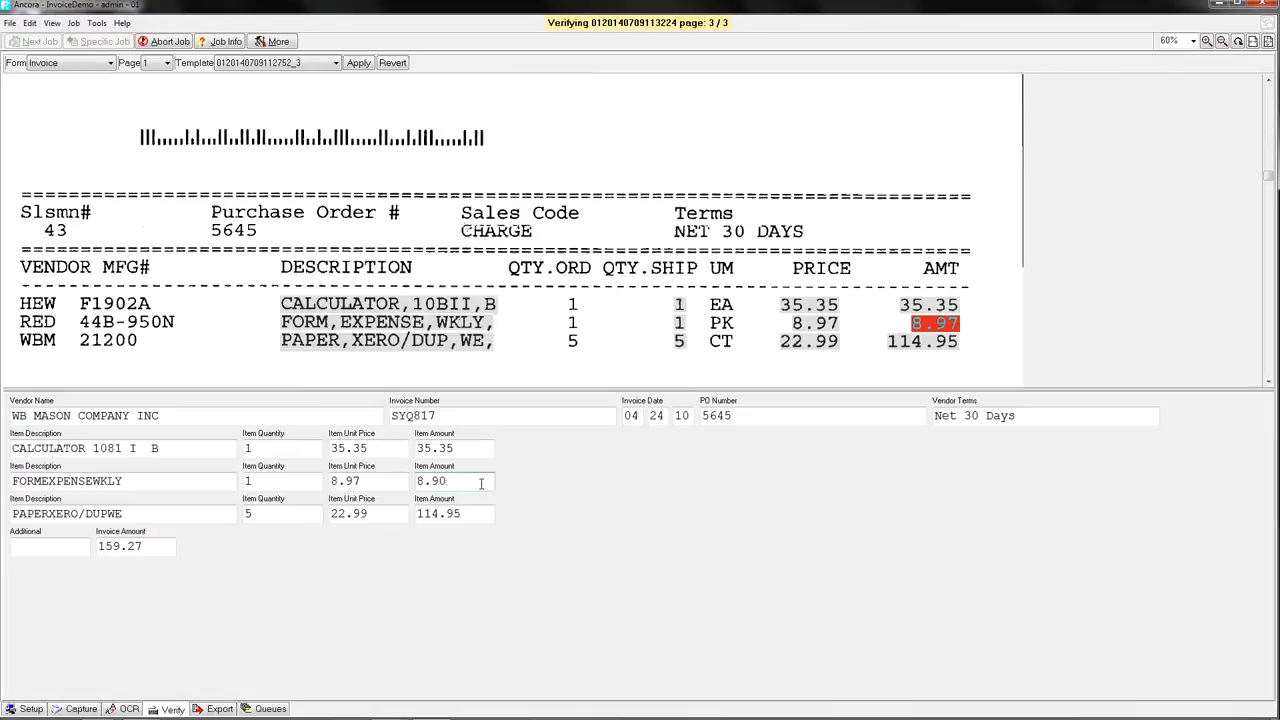 Ancora - InvoiceDemo - admin - 01
File Edit View Job Tools Help
Verifying 0120140709113224 page: 3 / 3
Next Job Specific Job Abort Job Job Info More
60%
Form Invoice Page 1 Template 0120140709112752_3 Apply Revert
Slsmn# Purchase Order # Sales Code Terms
43 5645 CHARGE NET 30 DAYS
VENDOR MFG# DESCRIPTION QTY.ORD QTY.SHIP UM PRICE AMT
HEW F1902A CALCULATOR,10BII,B 1 1 EA 35.35 35.35
RED 44B-950N FORM,EXPENSE,WKLY, 1 1 PK 8.97 8.97
WBM 21200 PAPER,XERO/DUP,WE, 5 5 CT 22.99 114.95
Vendor Name Invoice Number Invoice Date PO Number Vendor Terms
WB MASON COMPANY INC SYQ817 04 24 10 5645 Net 30 Days
Item Description Item Quantity Item Unit Price Item Amount
CALCULATOR 1081 I B 1 35.35 35.35
Item Description Item Quantity Item Unit Price Item Amount
FORMEXPENSEWKLY 1 8.97 8.90
Item Description Item Quantity Item Unit Price Item Amount
PAPERXERO/DUPWE 5 22.99 114.95
Additional Invoice Amount
159.27
Setup Capture OCR Verify Export Queues